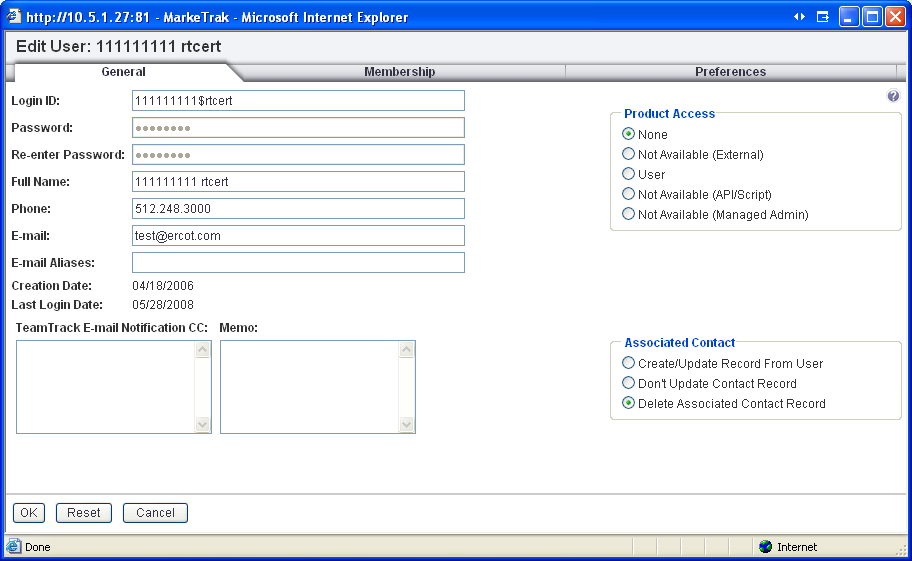 http://10.5.1.27:81 - MarkeTrak - Microsoft Internet Explorer
Edit User: 111111111 rtcert
General Membership Preferences
Login ID: 111111111$rtcert
Password: ●●●●●●●●
Re-enter Password: ●●●●●●●●
Full Name: 111111111 rtcert
Phone: 512.248.3000
E-mail: test@ercot.com
E-mail Aliases:
Creation Date: 04/18/2006
Last Login Date: 05/28/2008
TeamTrack E-mail Notification CC: Memo:
?
Product Access
None
Not Available (External)
User
Not Available (API/Script)
Not Available (Managed Admin)
Associated Contact
Create/Update Record From User
Don't Update Contact Record
Delete Associated Contact Record
OK Reset Cancel
Done Internet